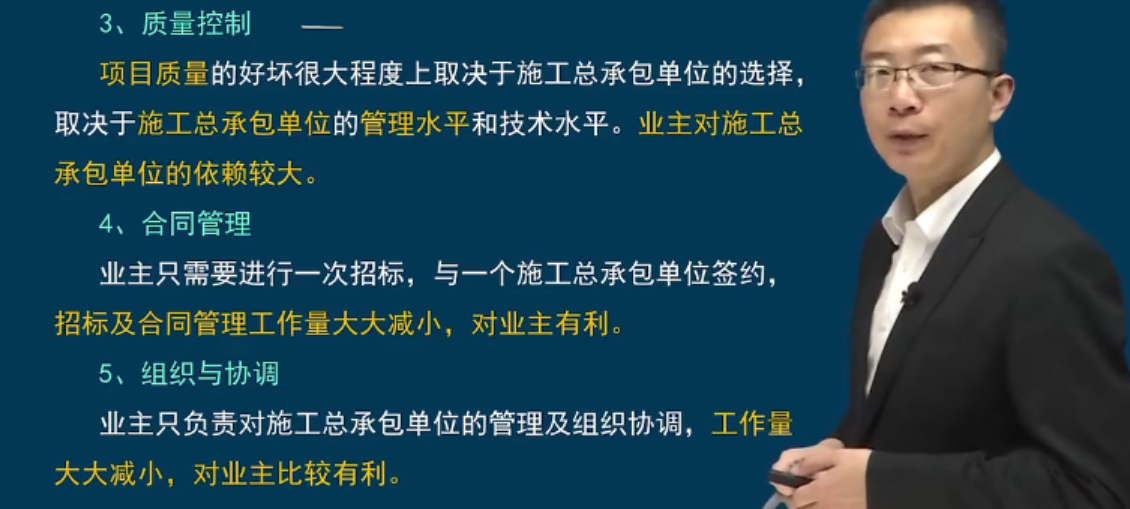 3、质量控制
项目质量的好坏很大程度上取决于施工总承包单位的选择，
取决于施工总承包单位的管理水平和技术水平。业主对施工总
承包单位的依赖较大。
4、合同管理
业主只需要进行一次招标，与一个施工总承包单位签约，
招标及合同管理工作量大大减小，对业主有利。
5、组织与协调
业主只负责对施工总承包单位的管理及组织协调，工作量
大大减小，对业主比较有利。